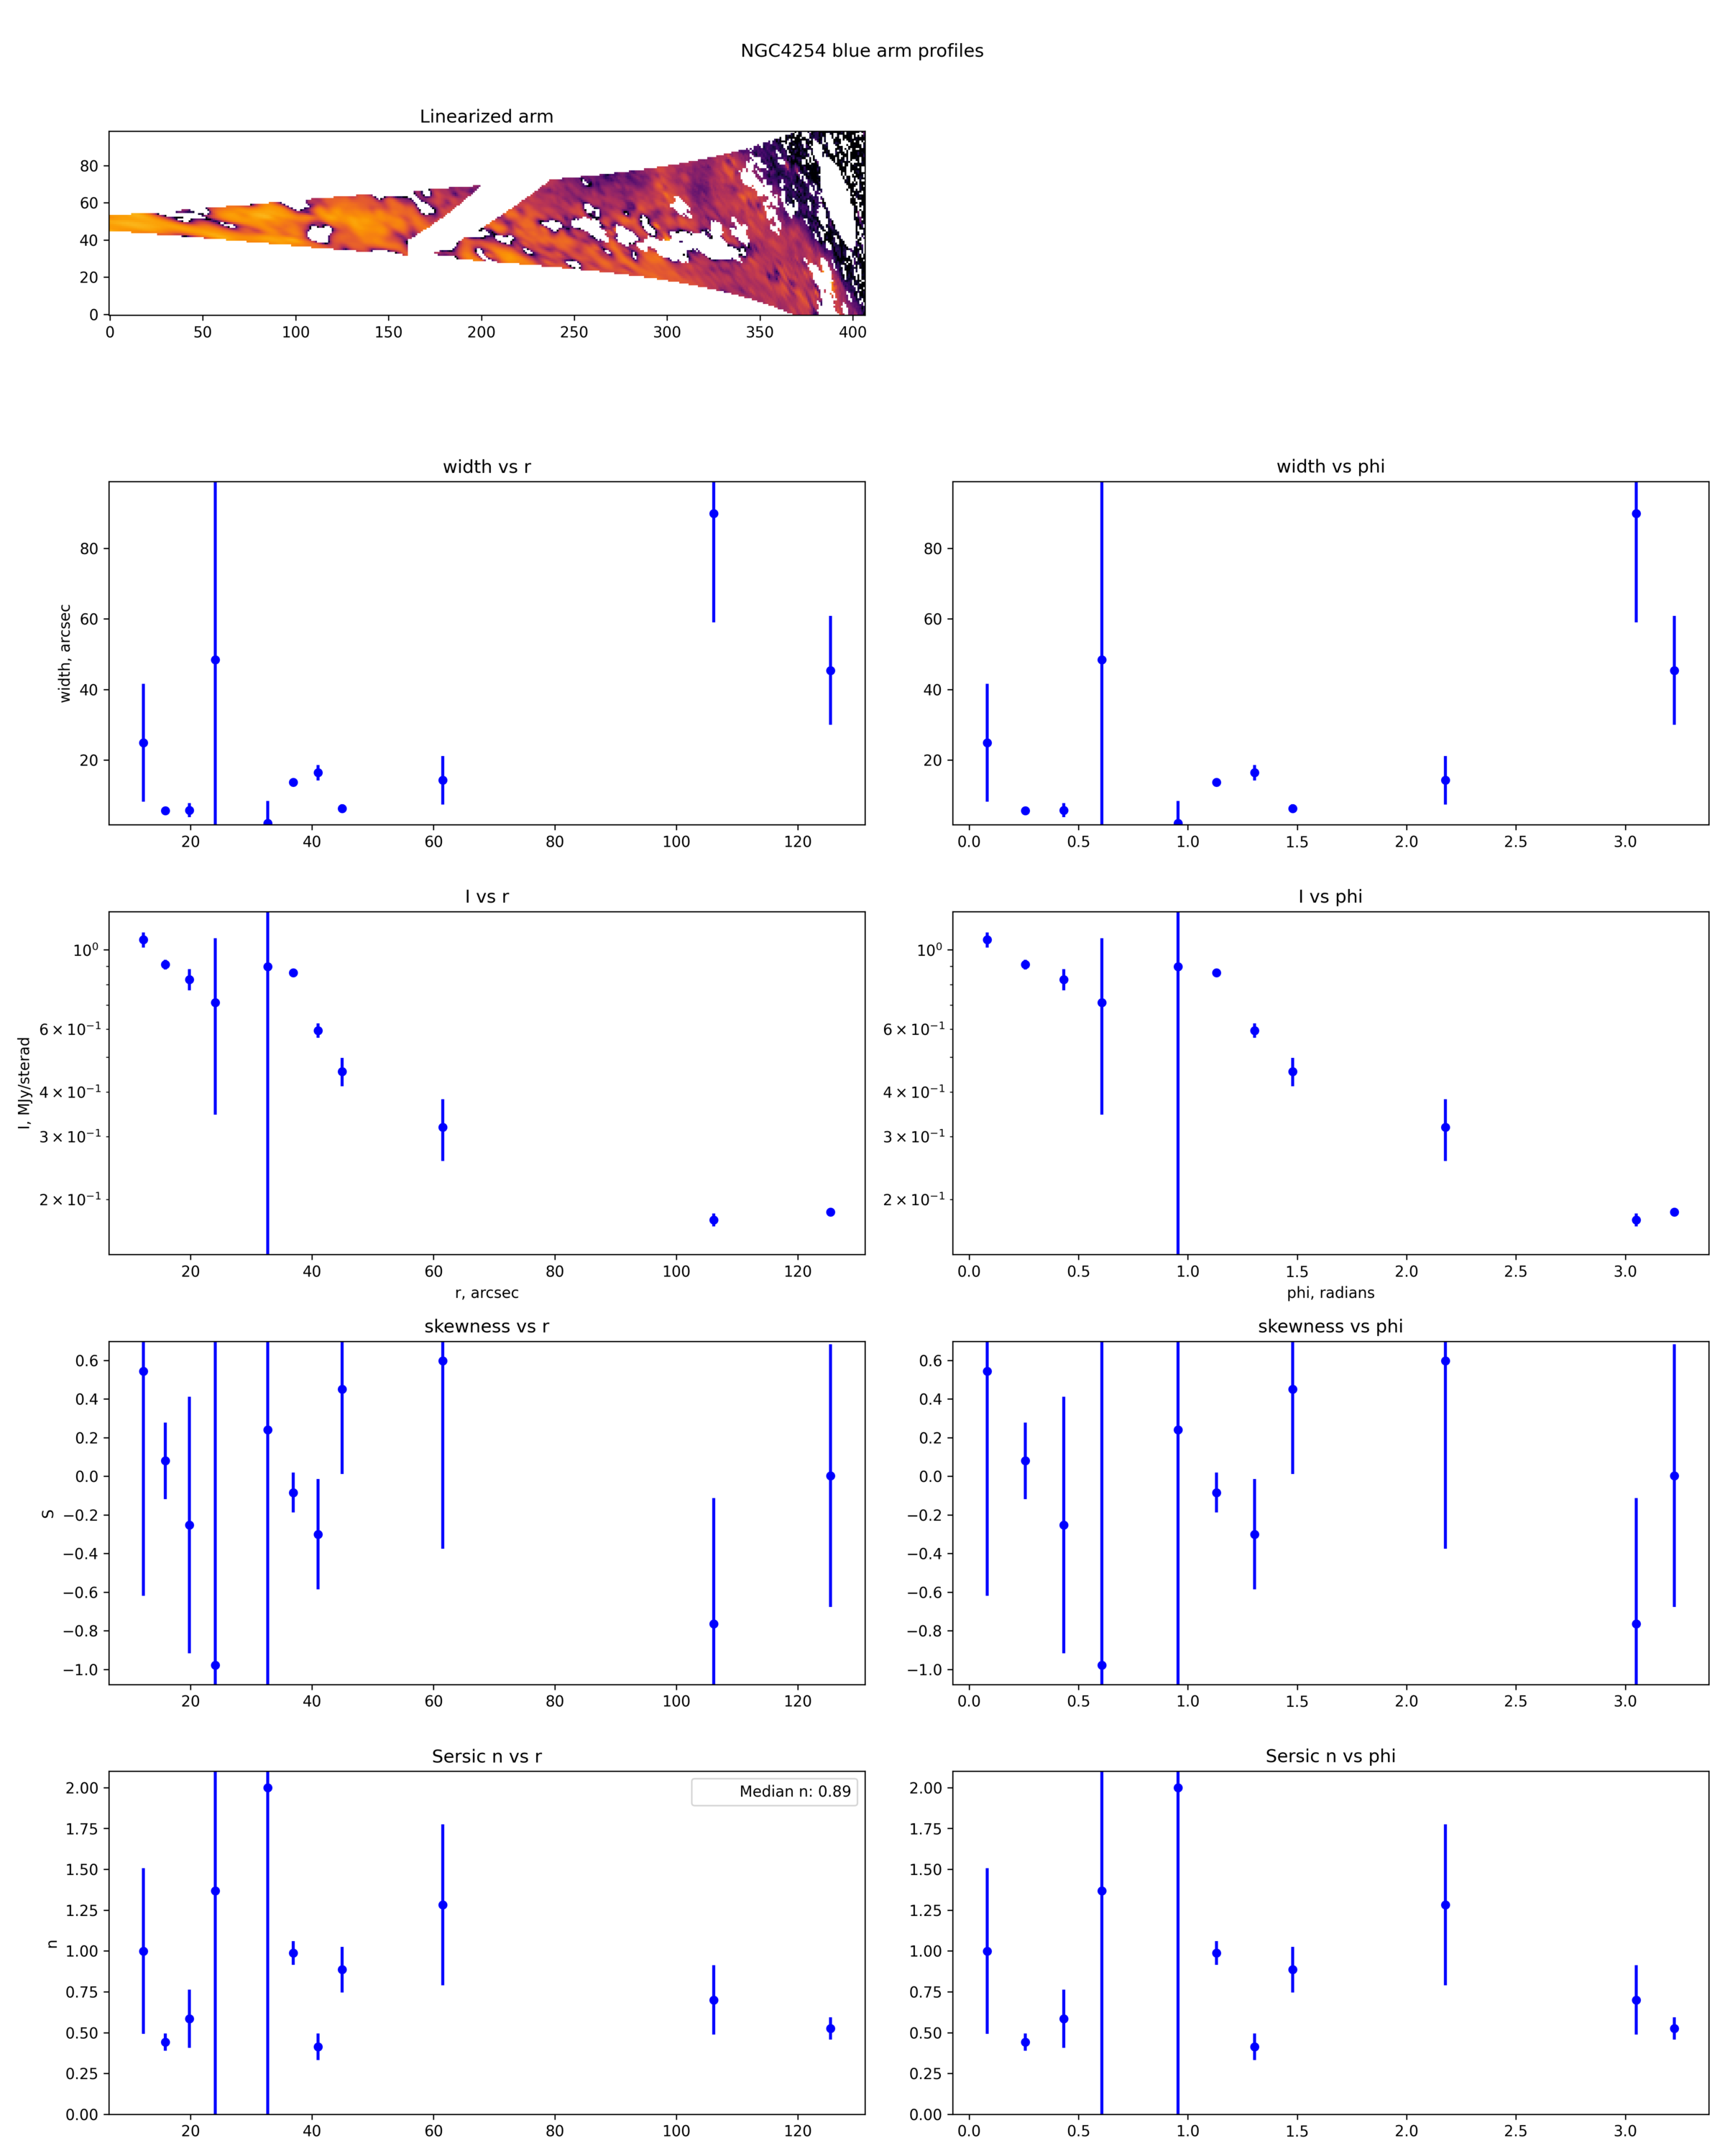 NGC4254 blue arm profiles
Linearized arm
80
60
40
20
0
0 50 100 150 200 250 300 350 400
width vs r
width, arcsec
80
60
40
20
20 40 60 80 100 120
width vs phi
80
60
40
20
0.0 0.5 1.0 1.5 2.0 2.5 3.0
I vs r
I, MJy/sterad
10⁰
6 × 10⁻¹
4 × 10⁻¹
3 × 10⁻¹
2 × 10⁻¹
20 40 60 80 100 120
r, arcsec
I vs phi
10⁰
6 × 10⁻¹
4 × 10⁻¹
3 × 10⁻¹
2 × 10⁻¹
0.0 0.5 1.0 1.5 2.0 2.5 3.0
phi, radians
skewness vs r
S
0.6
0.4
0.2
0.0
−0.2
−0.4
−0.6
−0.8
−1.0
20 40 60 80 100 120
skewness vs phi
0.6
0.4
0.2
0.0
−0.2
−0.4
−0.6
−0.8
−1.0
0.0 0.5 1.0 1.5 2.0 2.5 3.0
Sersic n vs r
Median n: 0.89
n
2.00
1.75
1.50
1.25
1.00
0.75
0.50
0.25
0.00
20 40 60 80 100 120
Sersic n vs phi
2.00
1.75
1.50
1.25
1.00
0.75
0.50
0.25
0.00
0.0 0.5 1.0 1.5 2.0 2.5 3.0